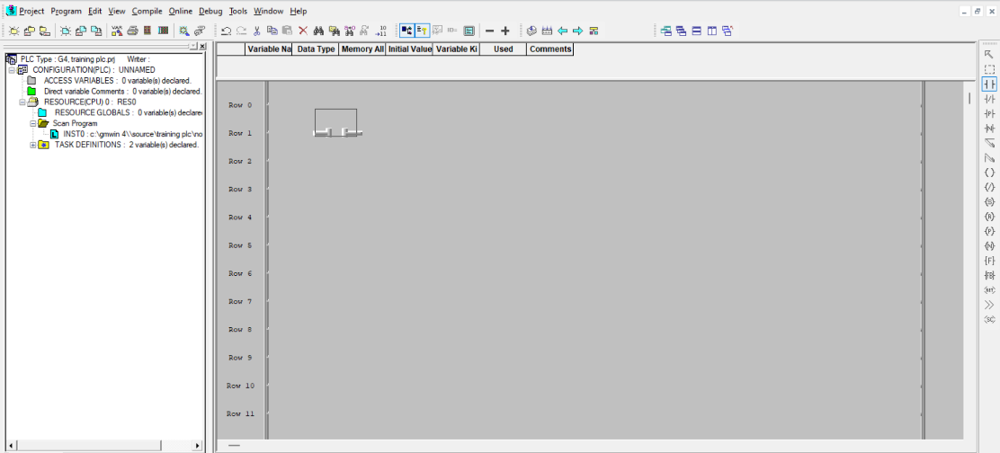 Project Program Edit View Compile Online Debug Tools Window Help
PLC Type : G4, training plc.prj Writer :
CONFIGURATION(PLC) : UNNAMED
ACCESS VARIABLES : 0 variable(s) declared.
Direct variable Comments : 0 variable(s) declared.
RESOURCE(CPU) 0 : RES0
RESOURCE GLOBALS : 0 variable(s) declare
Scan Program
INST0 : c:\gmwin 4\\source\training plc\no
TASK DEFINITIONS : 2 variable(s) declared.
Variable Na Data Type Memory All Initial Value Variable Ki Used Comments
Row 0
Row 1
Row 2
Row 3
Row 4
Row 5
Row 6
Row 7
Row 8
Row 9
Row 10
Row 11